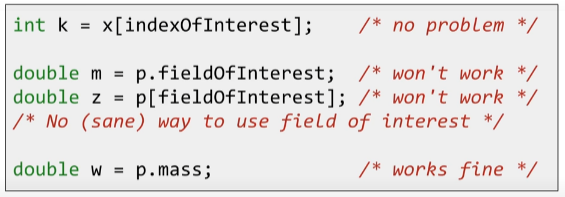 int k = x[indexOfInterest]; /* no problem */
double m = p.fieldOfInterest; /* won't work */
double z = p[fieldOfInterest]; /* won't work */
/* No (sane) way to use field of interest */
double w = p.mass; /* works fine */